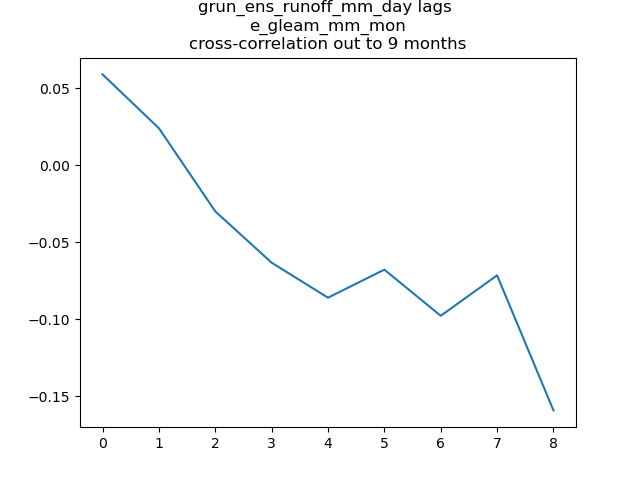 grun_ens_runoff_mm_day lags
e_gleam_mm_mon
cross-correlation out to 9 months
0.05
0.00
−0.05
−0.10
−0.15
0 1 2 3 4 5 6 7 8